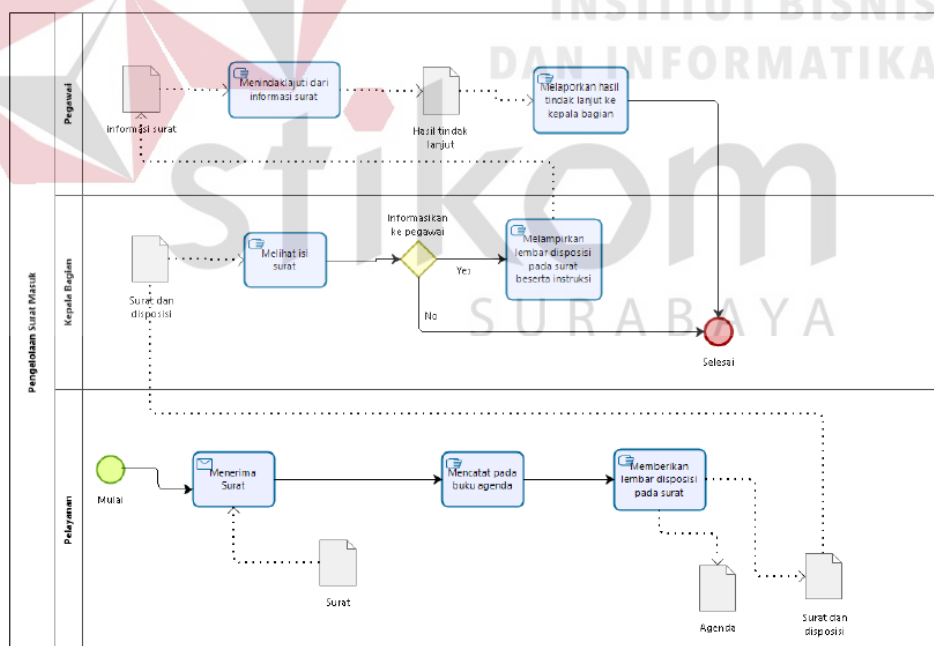 INSTITUT BISNIS
DAN INFORMATIKA
stikom
SURABAYA
Pengelolaan Surat Masuk
Pegawai
Informasi surat
Menindaklajuti dari
informasi surat
Hasil tindak
lanjut
Melaporkan hasil
tindak lanjut ke
kepala bagian
Kepala Bagian
Surat dan
disposisi
Melihat isi
surat
Informasikan
ke pegawai
Yes
No
Melampirkan
lembar disposisi
pada surat
beserta instruksi
Selesai
Pelayanan
Mulai
Menerima
Surat
Surat
Mencatat pada
buku agenda
Memberikan
lembar disposisi
pada surat
Agenda
Surat dan
disposisi